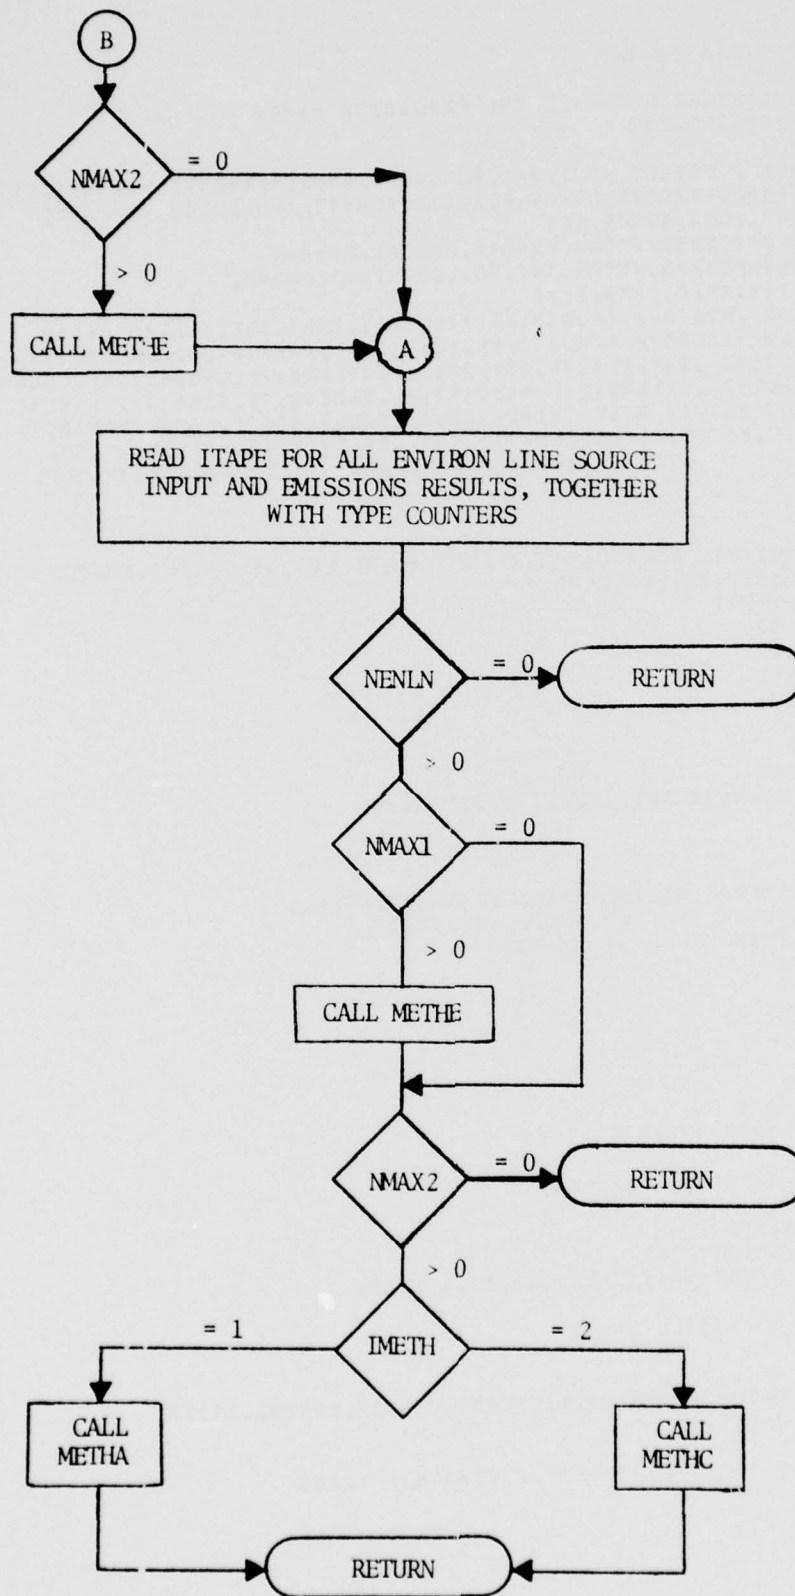 B
NMAX2
= 0
> 0
CALL METHE
A
READ ITAPE FOR ALL ENVIRON LINE SOURCE
INPUT AND EMISSIONS RESULTS, TOGETHER
WITH TYPE COUNTERS
NENLN
= 0
RETURN
> 0
NMAX1
= 0
> 0
CALL METHE
NMAX2
= 0
RETURN
> 0
= 1
IMETH
= 2
CALL
METHA
CALL
METHC
RETURN